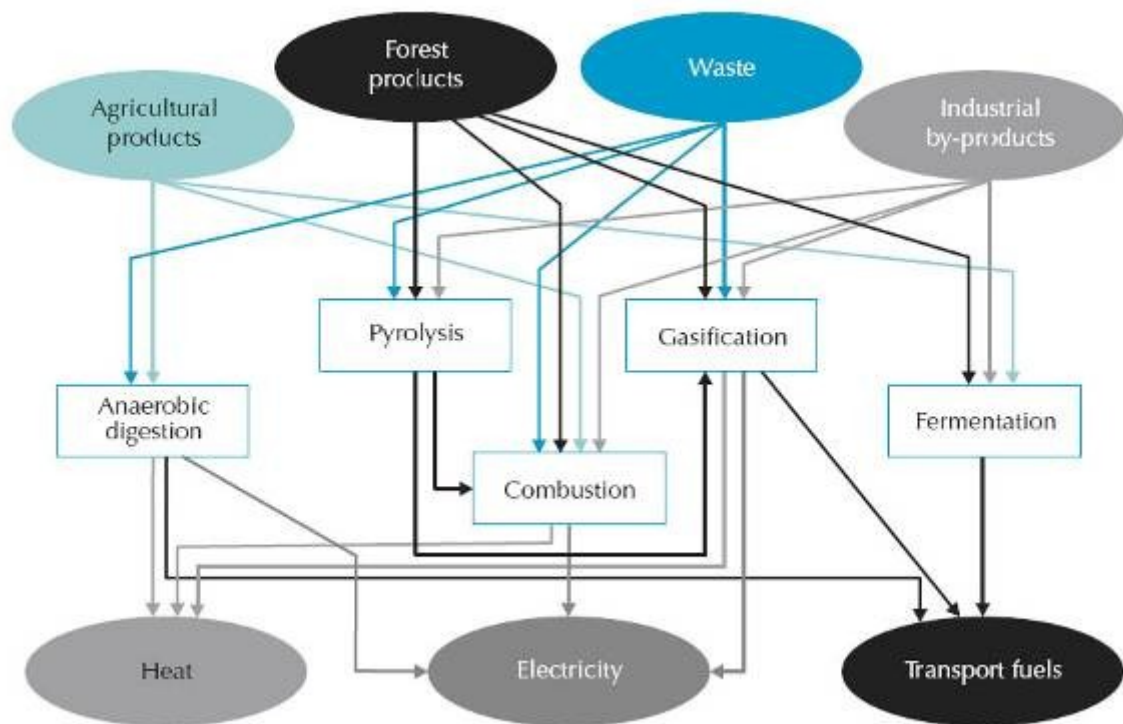 Forest
products
Waste
Agricultural
products
Industrial
by-products
Pyrolysis
Gasification
Anaerobic
digestion
Fermentation
Combustion
Heat
Electricity
Transport fuels